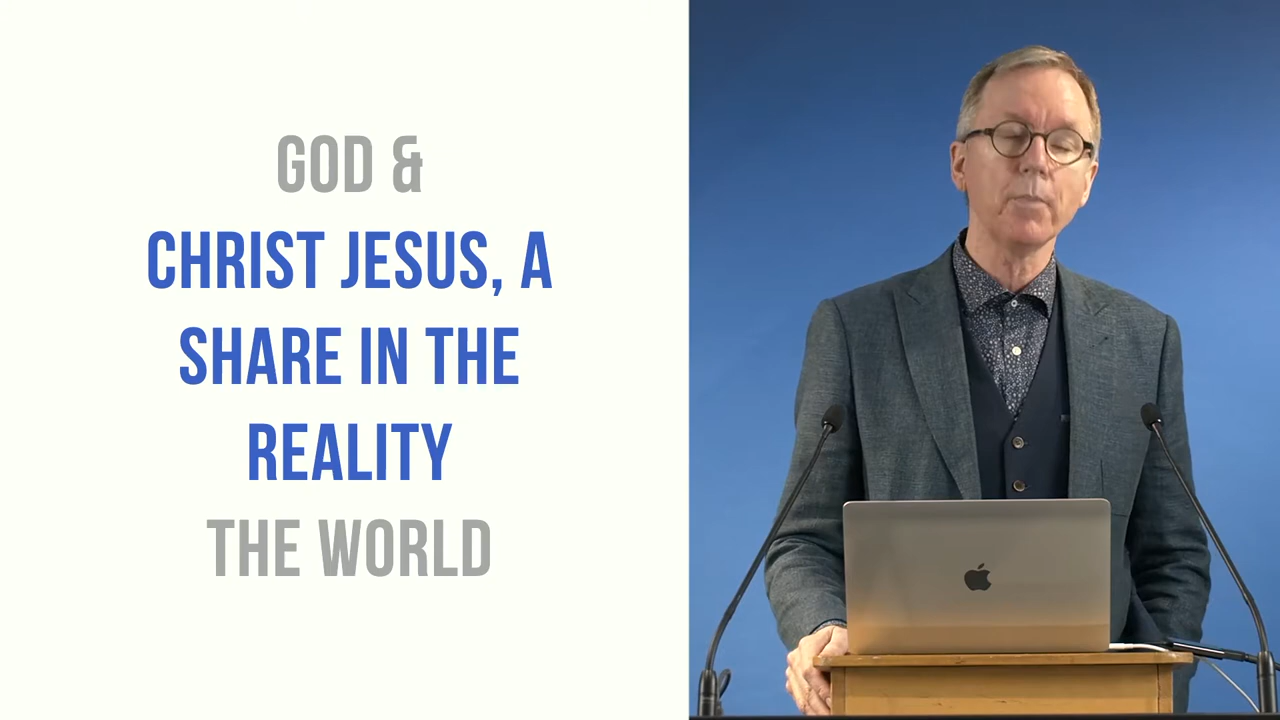 GOD &
CHRIST JESUS, A
SHARE IN THE
REALITY
THE WORLD